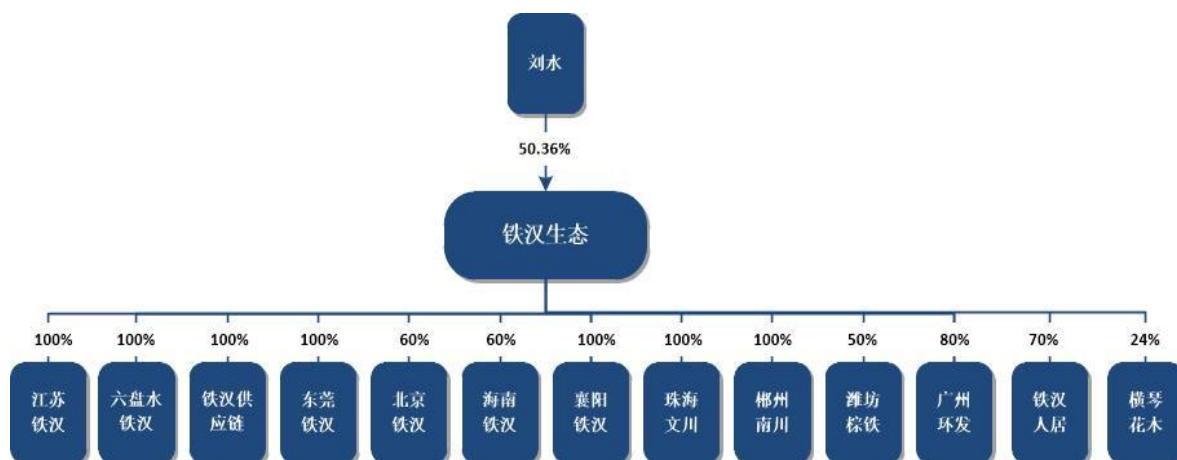 刘水
50.36%
铁汉生态
100% 100% 100% 100% 60% 60% 100% 100% 100% 50% 80% 70% 24%
江苏
铁汉
六盘水
铁汉
铁汉供
应链
东莞
铁汉
北京
铁汉
海南
铁汉
襄阳
铁汉
珠海
文川
郴州
南川
潍坊
棕铁
广州
环发
铁汉
人居
横琴
花木